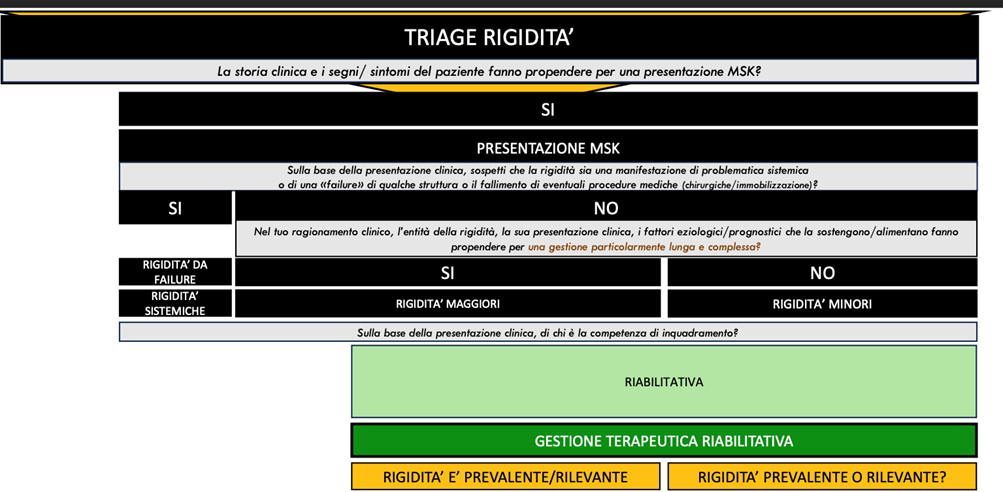 TRIAGE RIGIDITA'
La storia clinica e i segni/ sintomi del paziente fanno propendere per una presentazione MSK?
SI
PRESENTAZIONE MSK
Sulla base della presentazione clinica, sospetti che la rigidità sia una manifestazione di problematica sistemica
o di una «failure» di qualche struttura o il fallimento di eventuali procedure mediche (chirurgiche/immobilizzazione)?
SI
NO
Nel tuo ragionamento clinico, l'entità della rigidità, la sua presentazione clinica, i fattori eziologici/prognostici che la sostengono/alimentano fanno
propendere per una gestione particolarmente lunga e complessa?
RIGIDITA' DA
FAILURE
SI
NO
RIGIDITA'
SISTEMICHE
RIGIDITA' MAGGIORI
RIGIDITA' MINORI
Sulla base della presentazione clinica, di chi è la competenza di inquadramento?
RIABILITATIVA
GESTIONE TERAPEUTICA RIABILITATIVA
RIGIDITA' E' PREVALENTE/RILEVANTE
RIGIDITA' PREVALENTE O RILEVANTE?